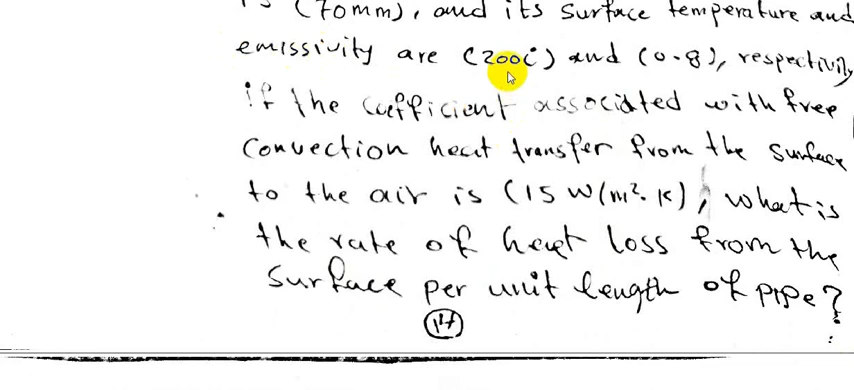 is (70mm), and its surface temperature and
emissivity are (200c) and (0.8), respectivily
if the coefficient associated with free
convection heat transfer from the surface
to the air is (15 W/m². K), what is
the rate of heat loss from the
surface per unit length of pipe?
14